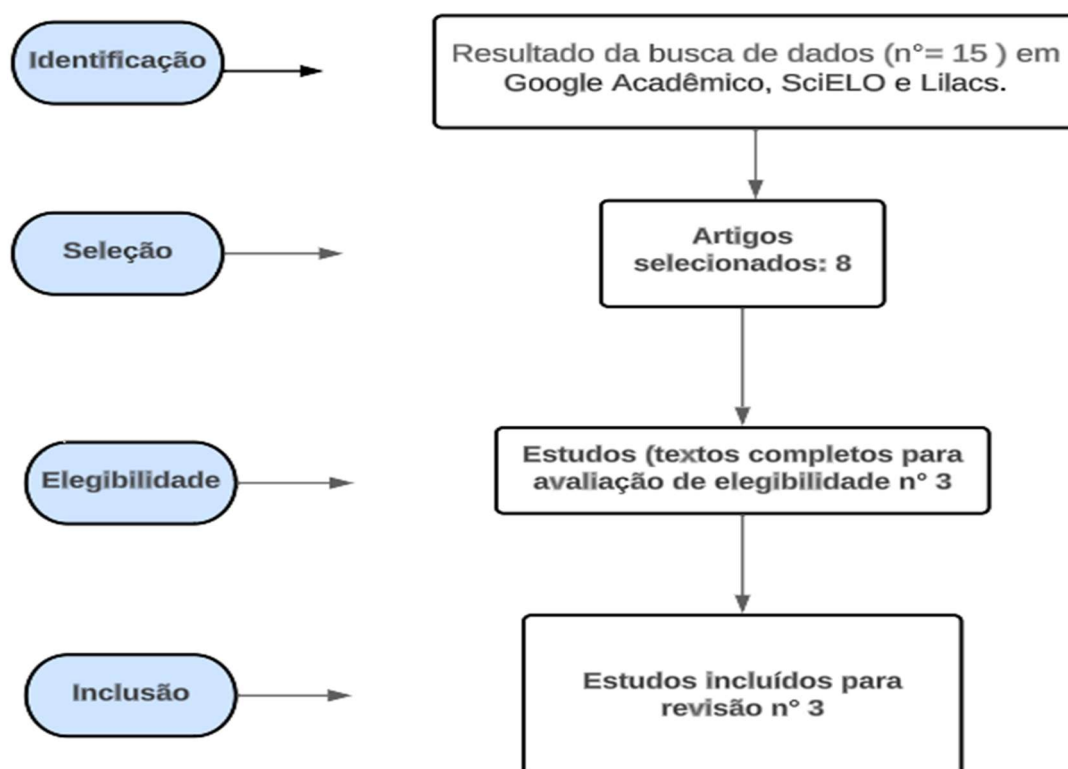 Identificação
Resultado da busca de dados (n°= 15 ) em
Google Acadêmico, SciELO e Lilacs.
Seleção
Artigos
selecionados: 8
Elegibilidade
Estudos (textos completos para
avaliação de elegibilidade n° 3
Inclusão
Estudos incluídos para
revisão n° 3